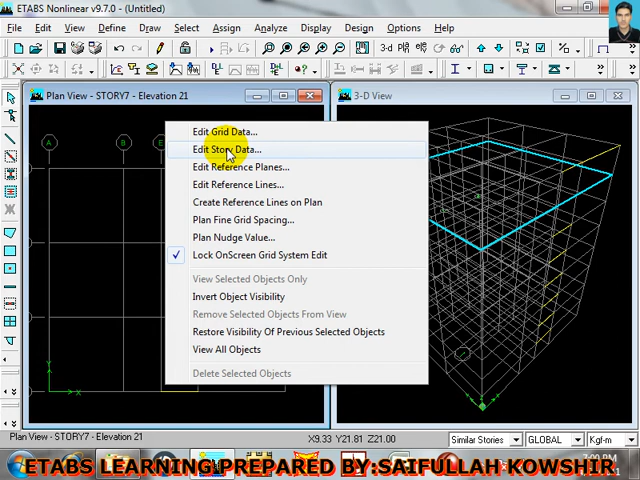 ETABS Nonlinear v9.7.0 - (Untitled)
File Edit View Define Draw Select Assign Analyze Display Design Options Help
3-d
Plan View - STORY7 - Elevation 21
3-D View
A
B
Edit Grid Data...
Edit Story Data...
Edit Reference Planes...
Edit Reference Lines...
Create Reference Lines on Plan
Plan Fine Grid Spacing...
Plan Nudge Value...
Lock OnScreen Grid System Edit
View Selected Objects Only
Invert Object Visibility
Remove Selected Objects From View
Restore Visibility Of Previous Selected Objects
View All Objects
Delete Selected Objects
Y
X
Plan View - STORY7 - Elevation 21
X9.33 Y21.81 Z21.00
Similar Stories
GLOBAL
Kgf-m
7:00 PM
ETABS LEARNING PREPARED BY:SAIFULLAH KOWSHIR